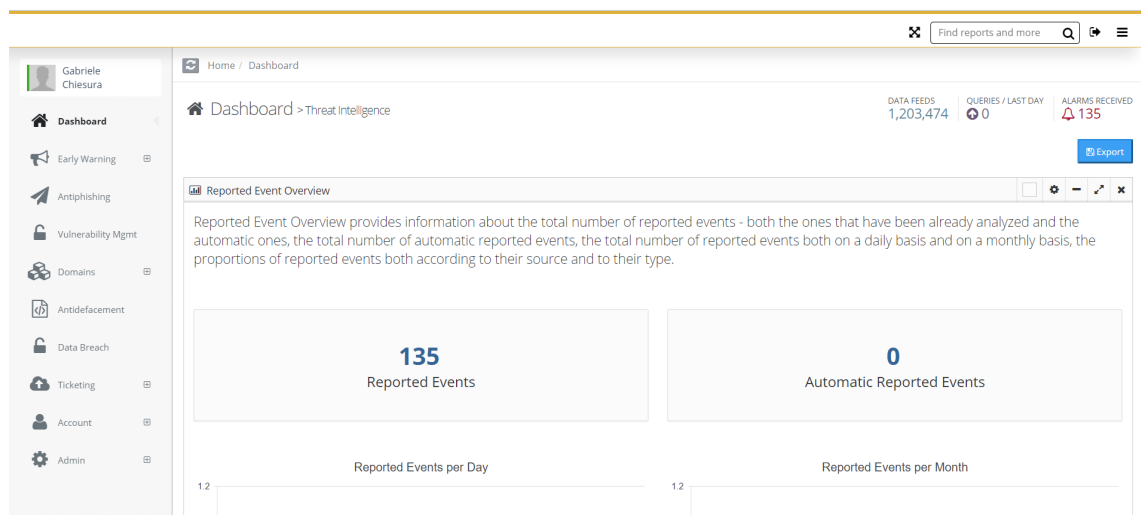 Find reports and more
Gabriele
Chiesura
Home / Dashboard
Dashboard > Threat Intelligence
DATA FEEDS
1,203,474
QUERIES / LAST DAY
0
ALARMS RECEIVED
135
Export
Dashboard
Early Warning
Antiphishing
Vulnerability Mgmt
Domains
Antidefacement
Data Breach
Ticketing
Account
Admin
Reported Event Overview
Reported Event Overview provides information about the total number of reported events - both the ones that have been already analyzed and the
automatic ones, the total number of automatic reported events, the total number of reported events both on a daily basis and on a monthly basis, the
proportions of reported events both according to their source and to their type.
135
Reported Events
0
Automatic Reported Events
Reported Events per Day
1.2
Reported Events per Month
1.2